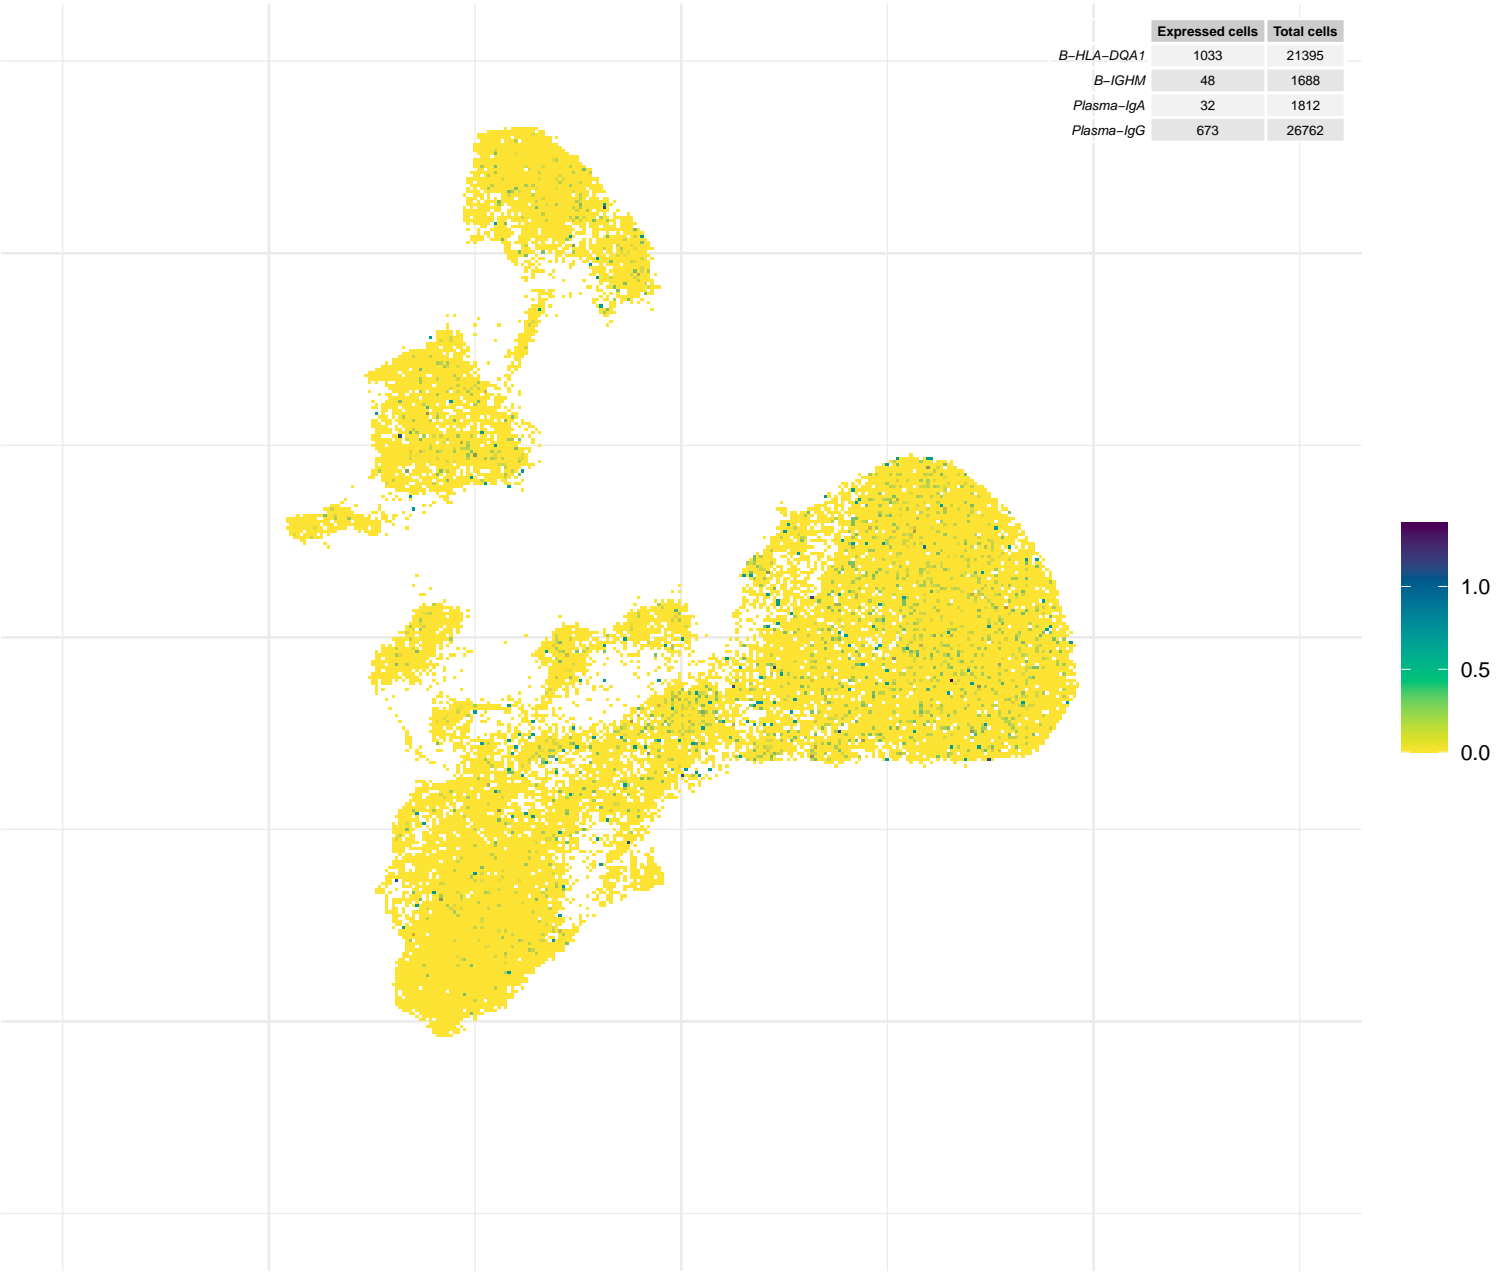 Expressed cells Total cells
B−HLA−DQA1 1033 21395
B−IGHM 48 1688
Plasma−IgA 32 1812
Plasma−IgG 673 26762
1.0
0.5
0.0